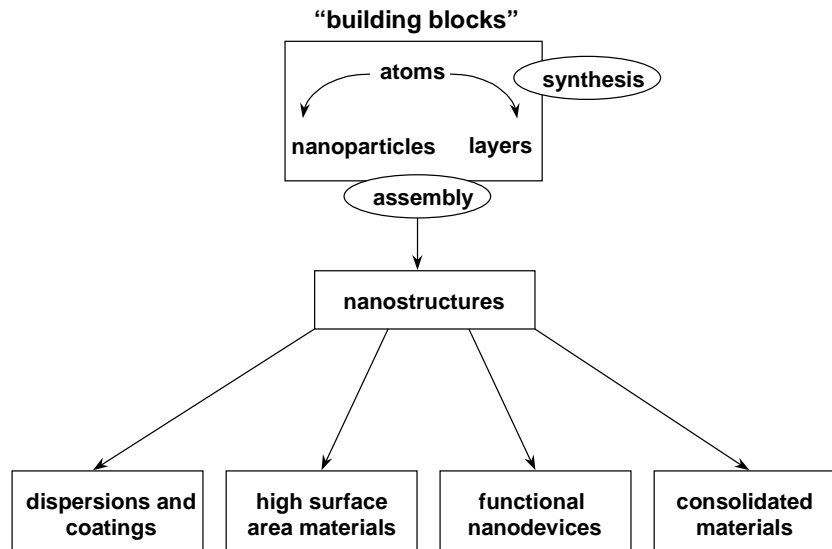 “building blocks”
atoms
synthesis
nanoparticles
layers
assembly
nanostructures
dispersions and
coatings
high surface
area materials
functional
nanodevices
consolidated
materials